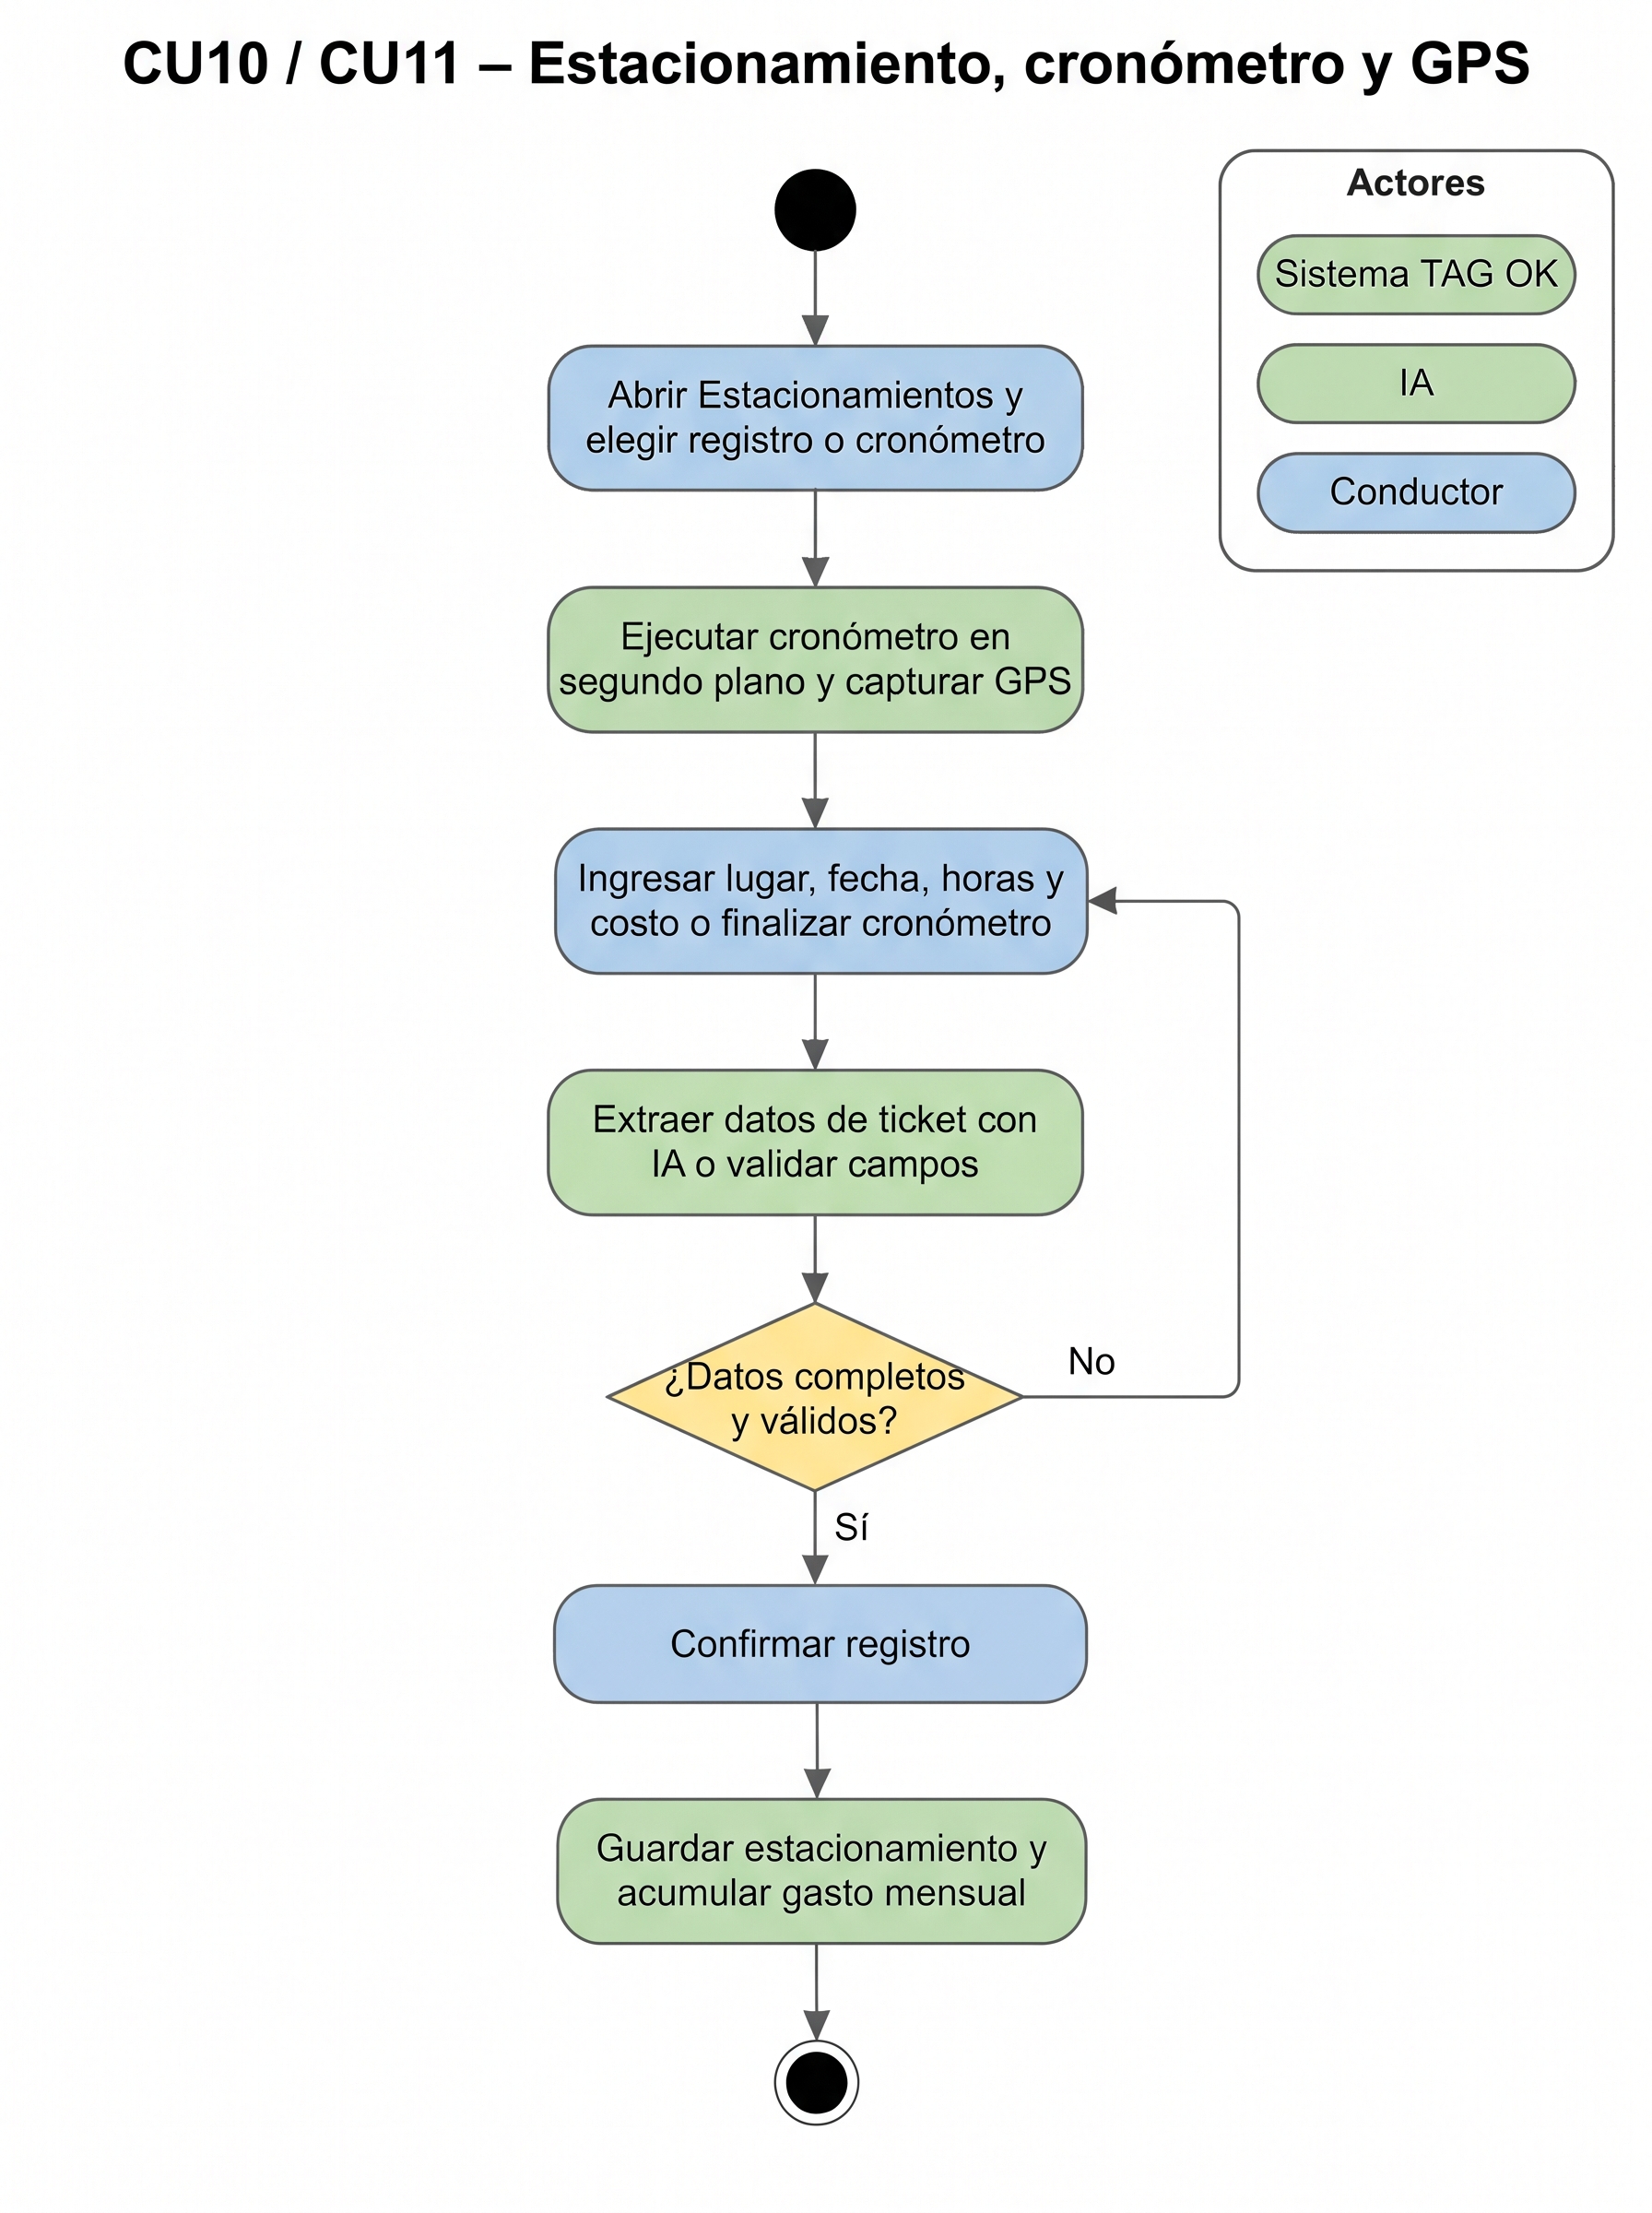 CU10 / CU11 – Estacionamiento, cronómetro y GPS
Actores
Sistema TAG OK
IA
Conductor
Abrir Estacionamientos y
elegir registro o cronómetro
Ejecutar cronómetro en
segundo plano y capturar GPS
Ingresar lugar, fecha, horas y
costo o finalizar cronómetro
Extraer datos de ticket con
IA o validar campos
¿Datos completos
y válidos?
No
Sí
Confirmar registro
Guardar estacionamiento y
acumular gasto mensual